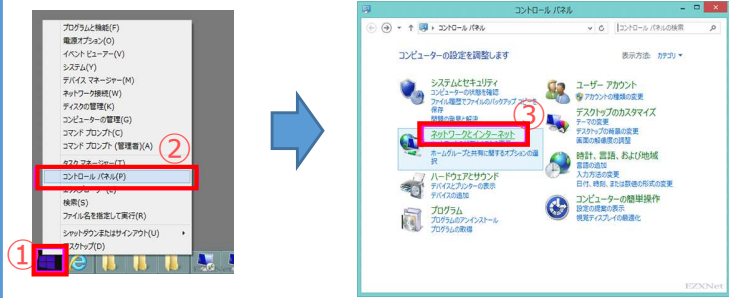 プログラムと機能(F)
電源オプション(O)
イベント ビューアー(V)
システム(Y)
デバイス マネージャー(M)
ネットワーク接続(W)
ディスクの管理(K)
コンピューターの管理(G)
コマンド プロンプト(C)
コマンド プロンプト (管理者)(A)
②
タスク マネージャー(T)
コントロール パネル(P)
エクスプローラー(E)
検索(S)
ファイル名を指定して実行(R)
シャットダウンまたはサインアウト(U)
デスクトップ(D)
①
コントロール パネル
コントロール パネル
コントロール パネルの検索
コンピューターの設定を調整します
表示方法: カテゴリ
システムとセキュリティ
コンピューターの状態を確認
ファイル履歴でファイルのバックアップ コピーを
保存
問題の発見と解決
③
ネットワークとインターネット
ホームグループと共有に関するオプションの選
択
ハードウェアとサウンド
デバイスとプリンターの表示
デバイスの追加
プログラム
プログラムのアンインストール
プログラムの取得
ユーザー アカウント
アカウントの種類の変更
デスクトップのカスタマイズ
テーマの変更
デスクトップの背景の変更
画面の解像度の調整
時計、言語、および地域
言語の追加
入力方法の変更
日付、時刻、または数値の形式の変更
コンピューターの簡単操作
設定の提案の表示
視覚ディスプレイの最適化
EZXNet